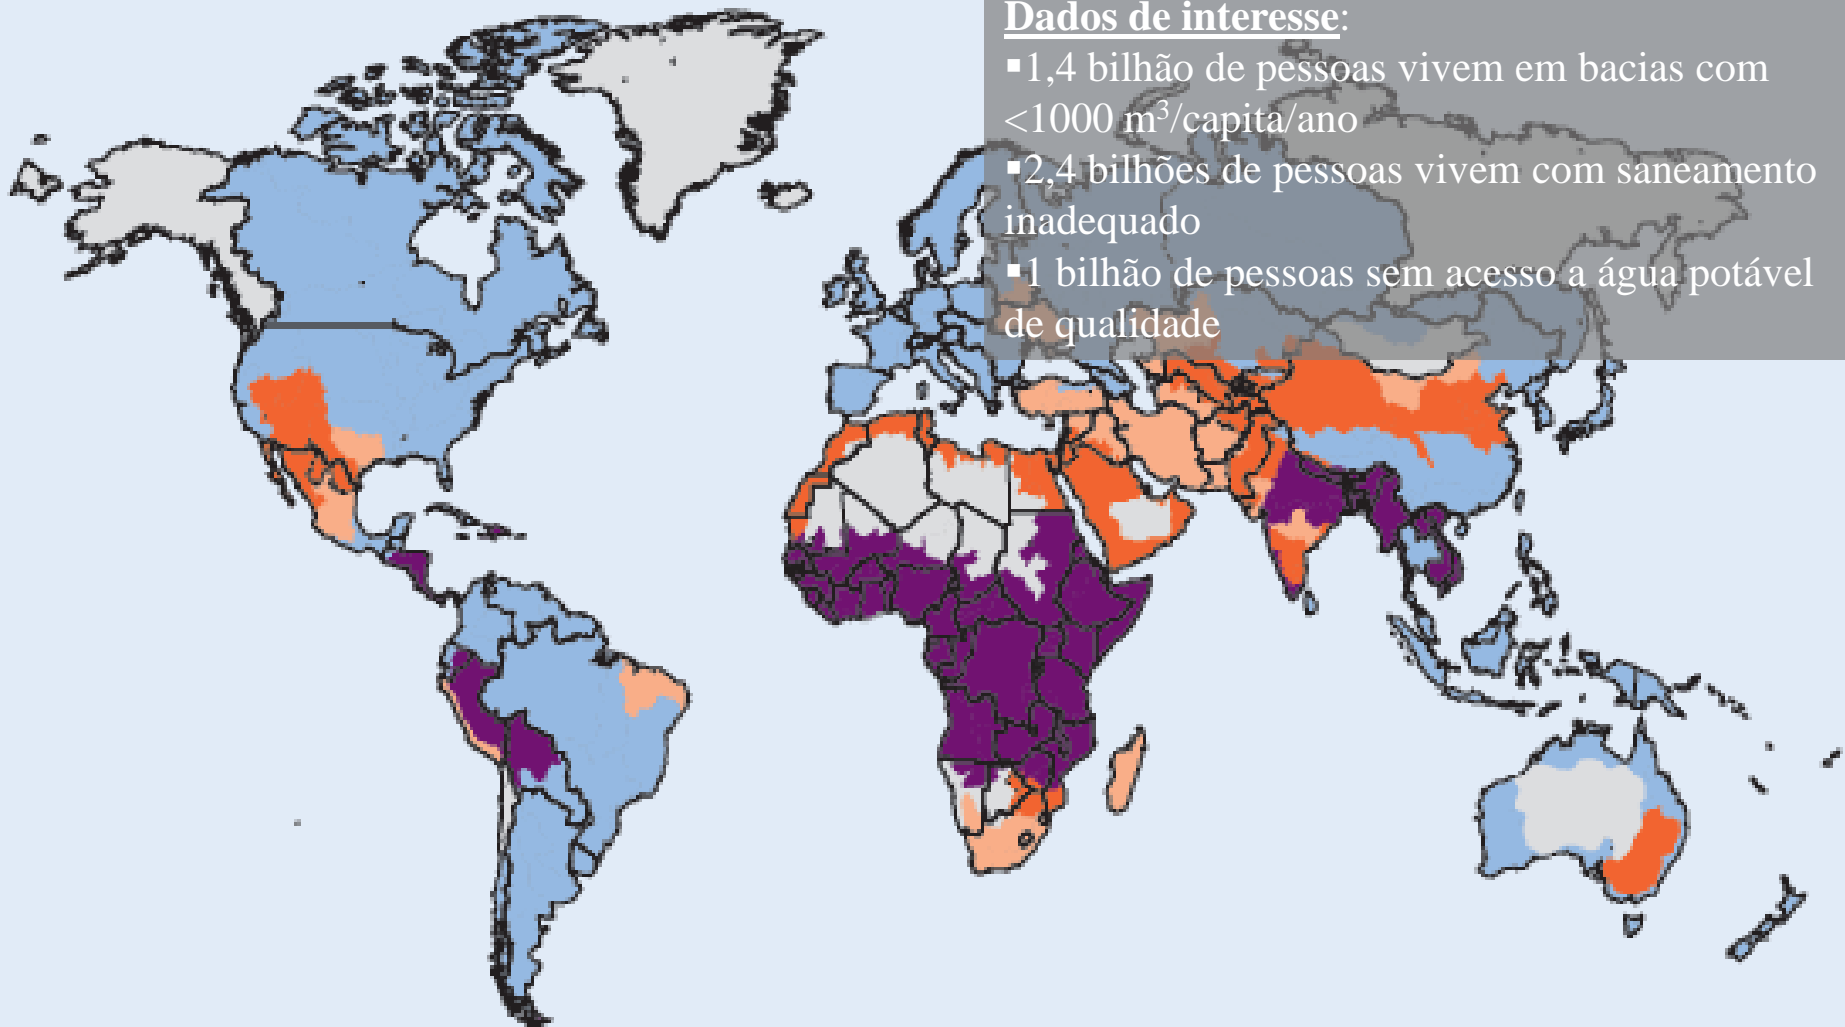 Dados de interesse:
▪1,4 bilhão de pessoas vivem em bacias com
<1000 m³/capita/ano
▪2,4 bilhões de pessoas vivem com saneamento
inadequado
▪1 bilhão de pessoas sem acesso a água potável
de qualidade